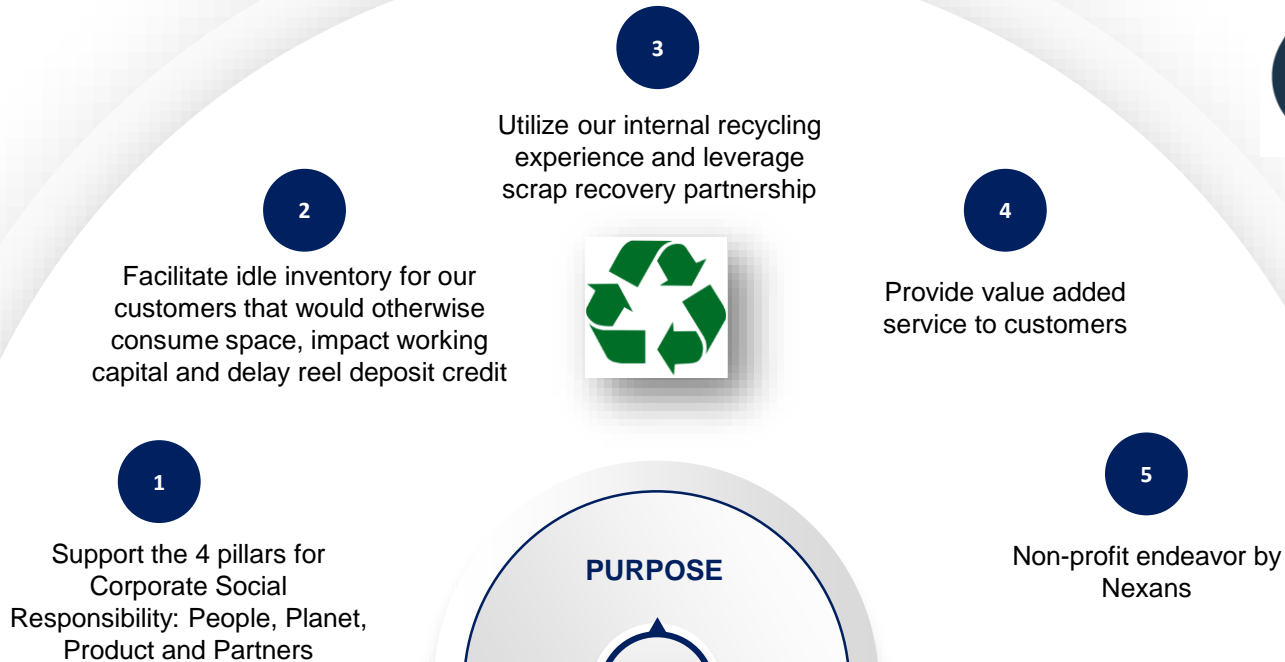 3
Utilize our internal recycling
experience and leverage
scrap recovery partnership
2
Facilitate idle inventory for our
customers that would otherwise
consume space, impact working
capital and delay reel deposit credit
4
Provide value added
service to customers
1
Support the 4 pillars for
Corporate Social
Responsibility: People, Planet,
Product and Partners
PURPOSE
5
Non-profit endeavor by
Nexans